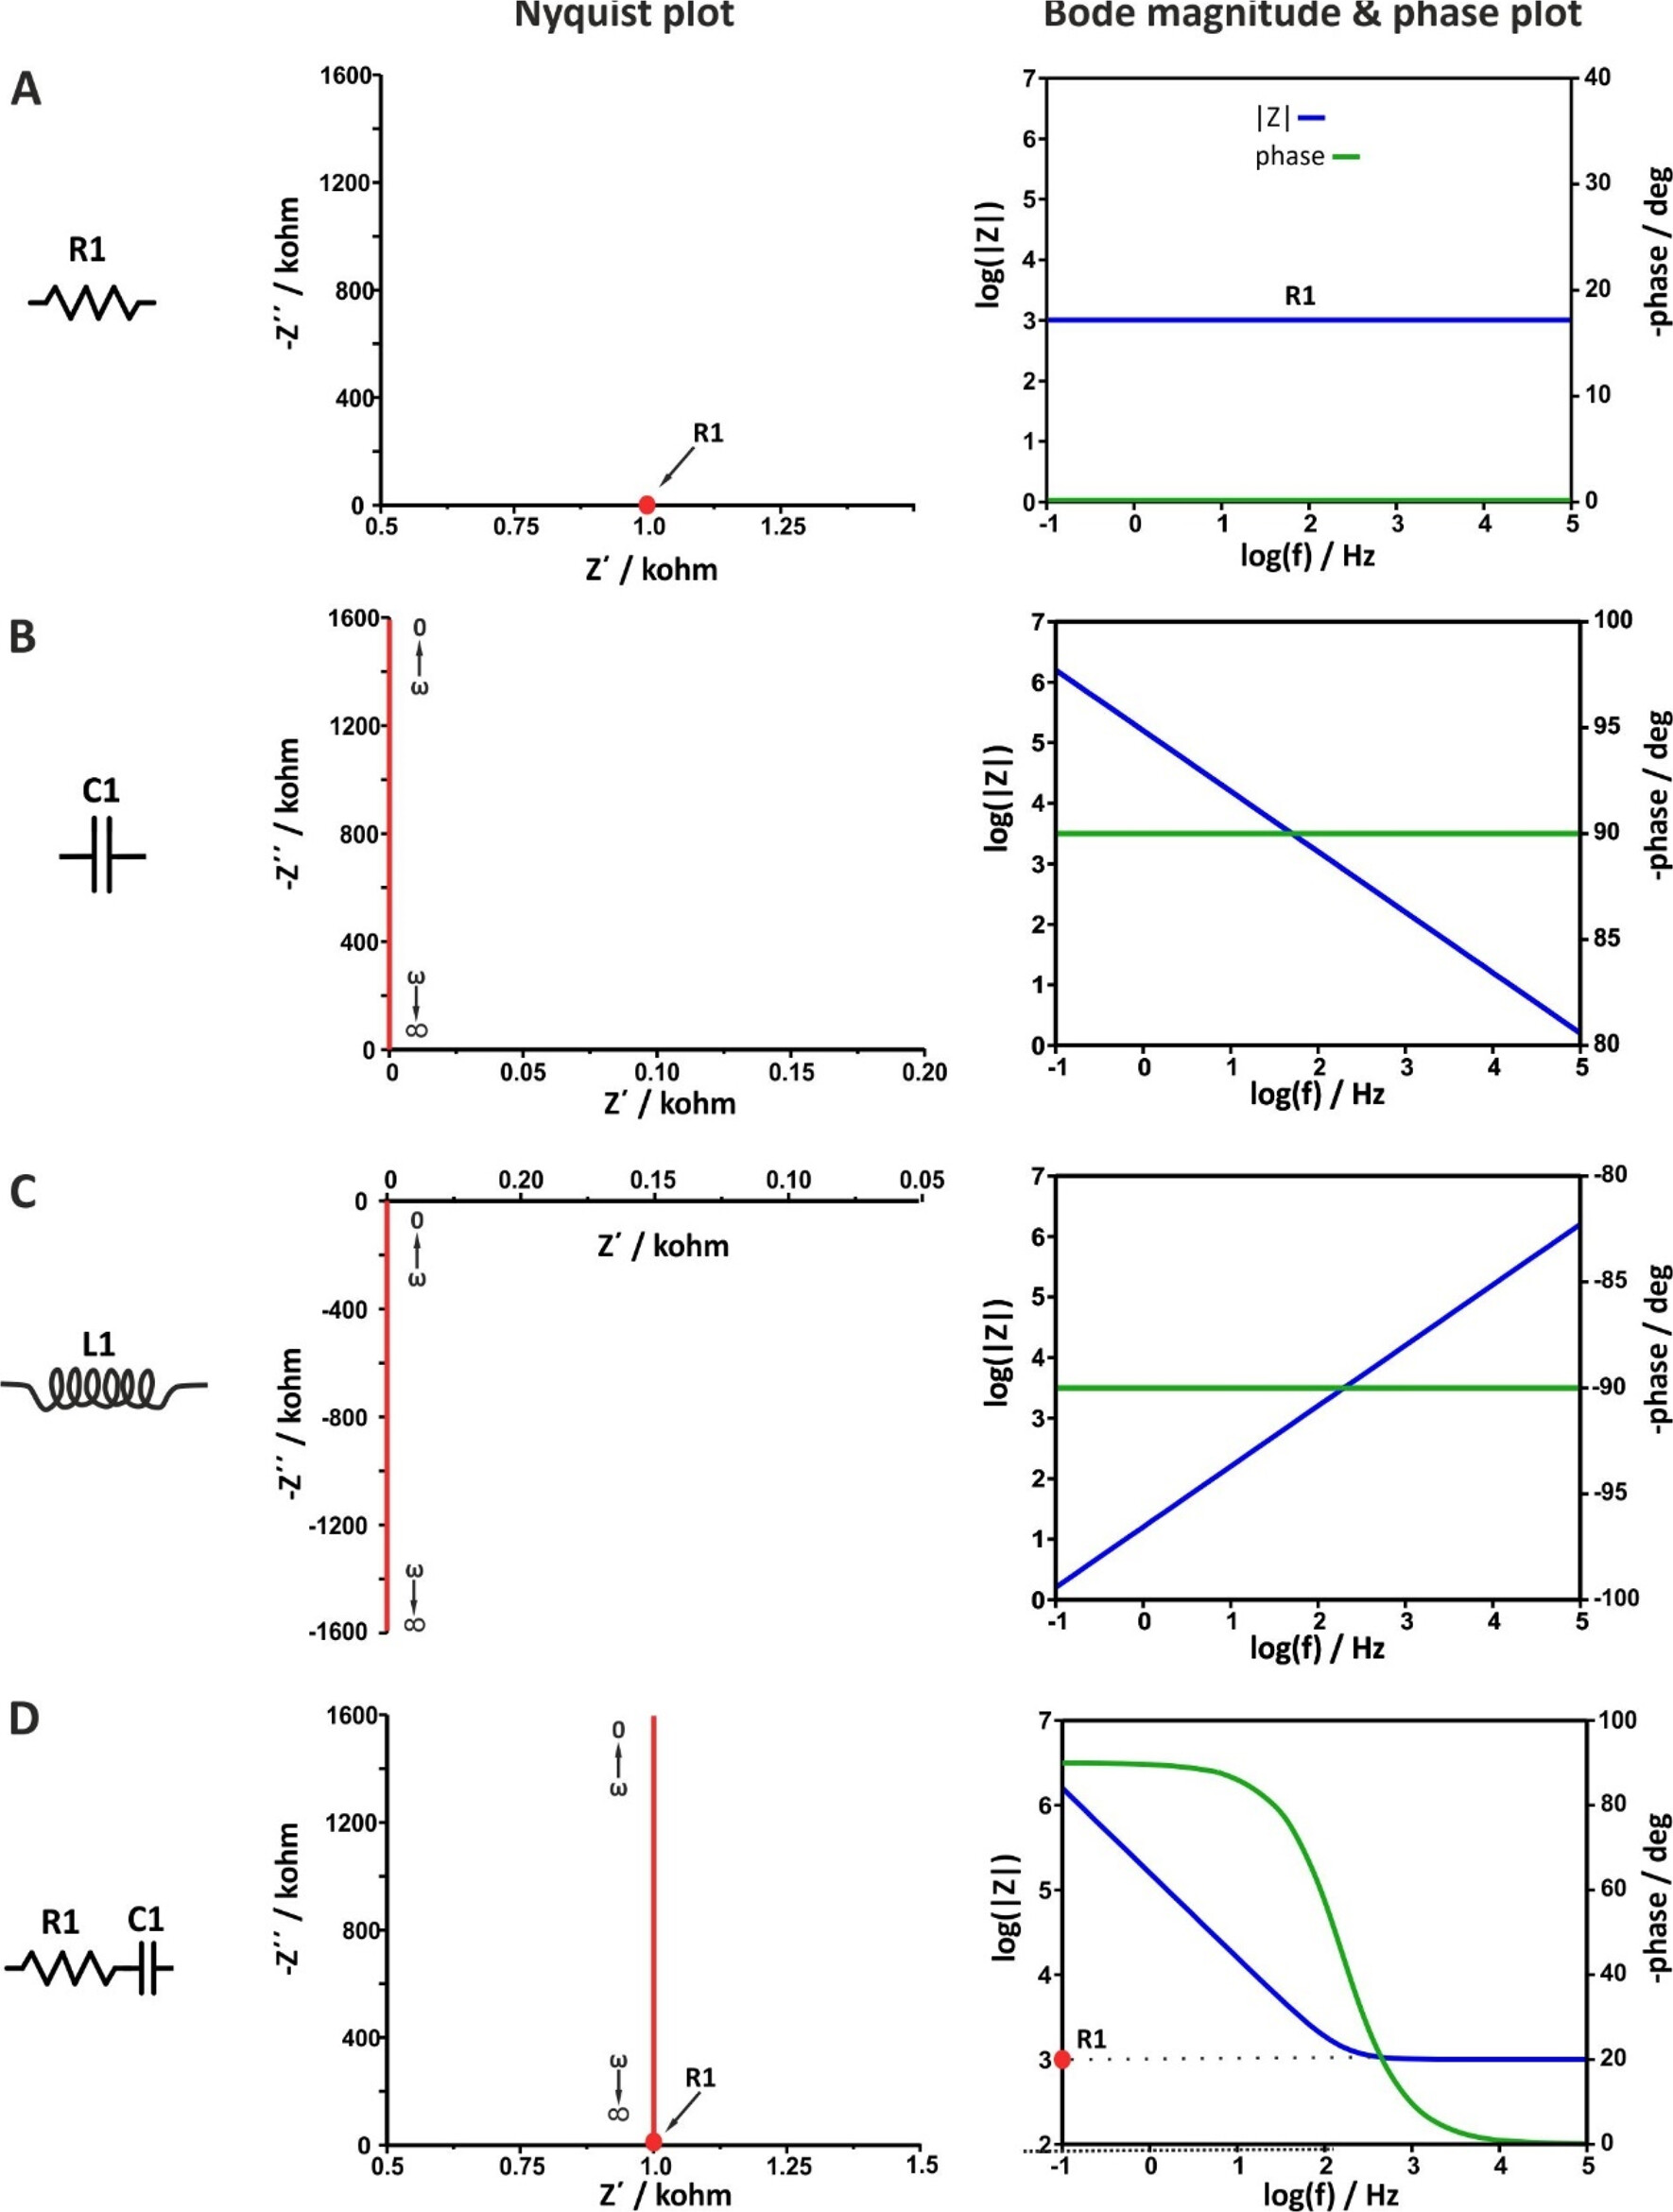 Nyquist plot
Bode magnitude & phase plot
A
R1
1600
1200
800
400
0
-Z´´ / kohm
R1
0.5 0.75 1.0 1.25
Z´ / kohm
7
6
5
4
3
2
1
0
log(|Z|)
|Z|
phase
R1
40
30
20
10
0
-phase / deg
-1 0 1 2 3 4 5
log(f) / Hz
B
C1
1600
1200
800
400
0
-Z´´ / kohm
ω→0
ω→∞
0 0.05 0.10 0.15 0.20
Z´ / kohm
7
6
5
4
3
2
1
0
log(|Z|)
100
95
90
85
80
-phase / deg
-1 0 1 2 3 4 5
log(f) / Hz
C
L1
0 0.20 0.15 0.10 0.05
Z´ / kohm
0
-400
-800
-1200
-1600
-Z´´ / kohm
ω→0
ω→∞
7
6
5
4
3
2
1
0
log(|Z|)
-80
-85
-90
-95
-100
-phase / deg
-1 0 1 2 3 4 5
log(f) / Hz
D
R1 C1
1600
1200
800
400
0
-Z´´ / kohm
ω→0
ω→∞
R1
0.5 0.75 1.0 1.25 1.5
Z´ / kohm
7
6
5
4
3
2
log(|Z|)
R1
100
80
60
40
20
0
-phase / deg
-1 0 1 2 3 4 5
log(f) / Hz